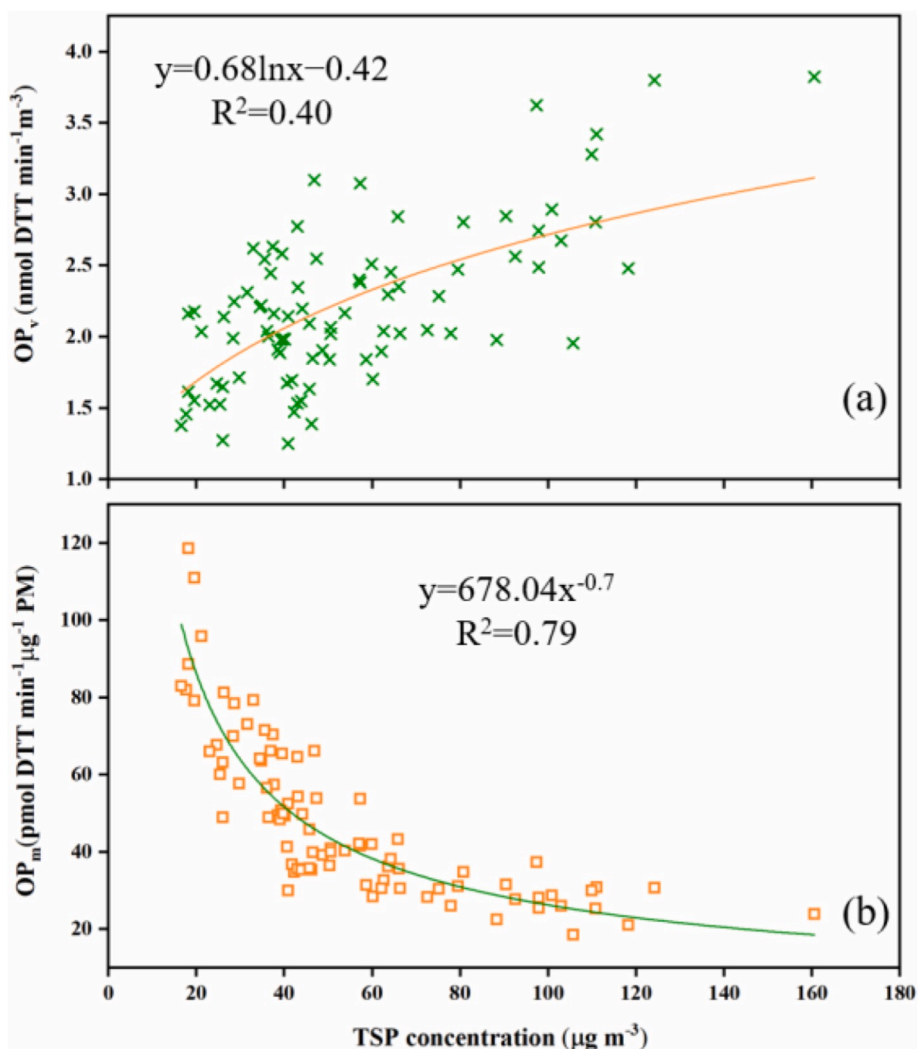 4.0
3.5
3.0
2.5
2.0
1.5
1.0
OPᵥ (nmol DTT min⁻¹m⁻³)
y=0.68lnx−0.42
R²=0.40
(a)
120
100
80
60
40
20
OPₘ(pmol DTT min⁻¹μg⁻¹ PM)
y=678.04x⁻⁰·⁷
R²=0.79
(b)
0 20 40 60 80 100 120 140 160 180
TSP concentration (μg m⁻³)